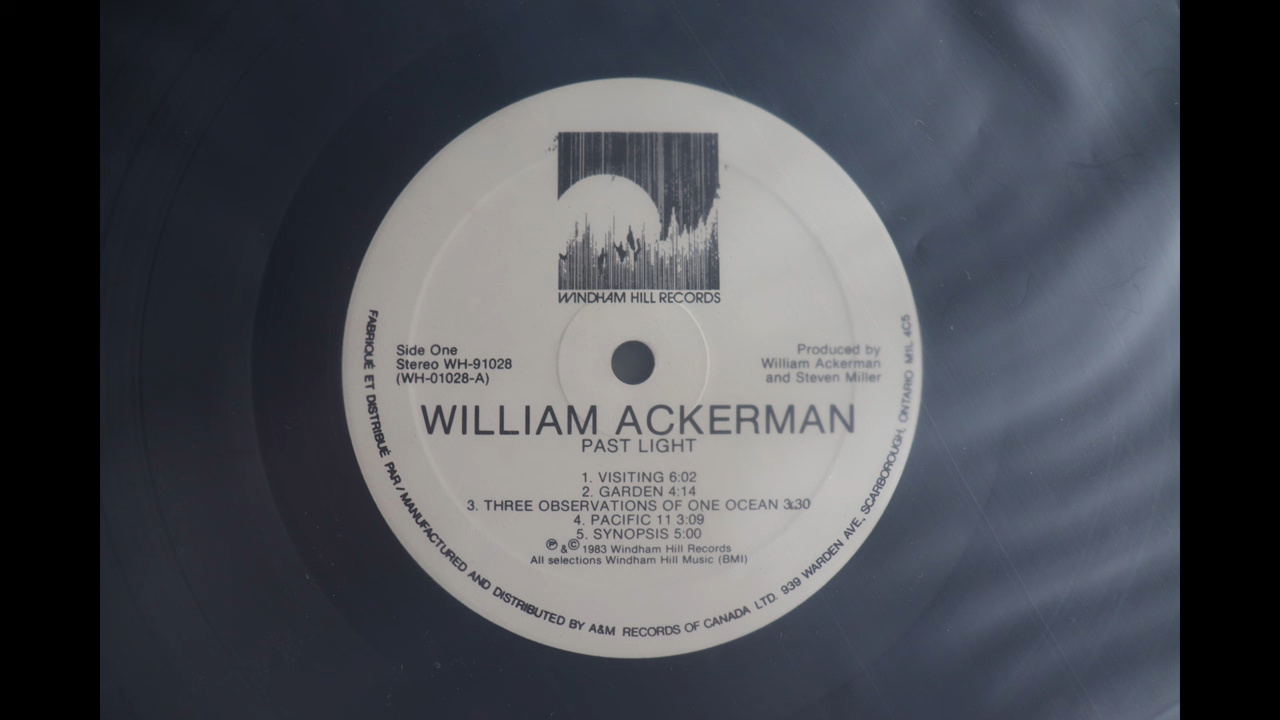 WINDHAM HILL RECORDS
Side One
Stereo WH-91028
(WH-01028-A)
Produced by
William Ackerman
and Steven Miller
WILLIAM ACKERMAN
PAST LIGHT
1. VISITING 6:02
2. GARDEN 4:14
3. THREE OBSERVATIONS OF ONE OCEAN 3:30
4. PACIFIC 11 3:09
5. SYNOPSIS 5:00
℗ & © 1983 Windham Hill Records
All selections Windham Hill Music (BMI)
FABRIQUÉ ET DISTRIBUÉ PAR / MANUFACTURED AND DISTRIBUTED BY A&M RECORDS OF CANADA LTD. 939 WARDEN AVE., SCARBOROUGH, ONTARIO M1L 4C5